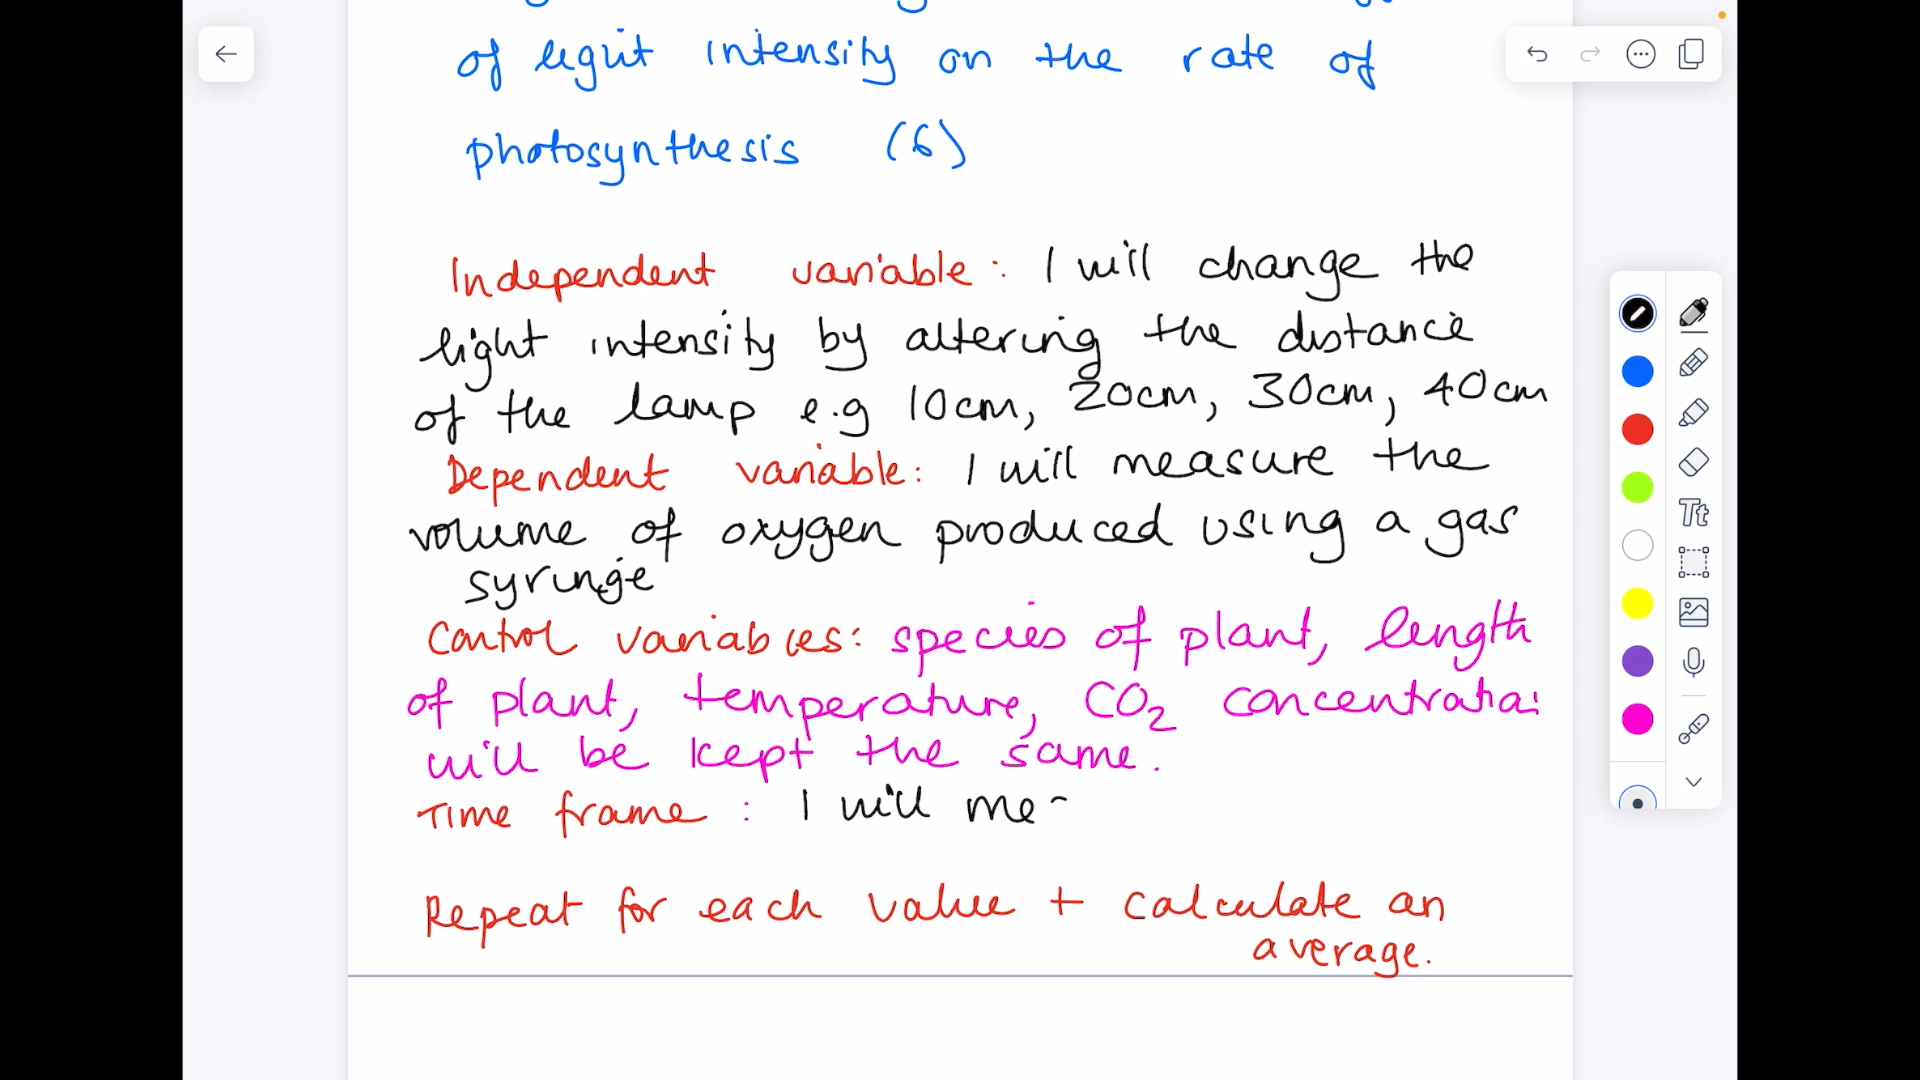 of light intensity on the rate of
photosynthesis (6)
Independent variable: I will change the
light intensity by altering the distance
of the lamp e.g 10cm, 20cm, 30cm, 40cm
Dependent variable: I will measure the
volume of oxygen produced using a gas
syringe
Control variables: species of plant, length
of plant, temperature, CO₂ concentration
will be kept the same.
Time frame: I will me
Repeat for each value + calculate an
average.
Tt